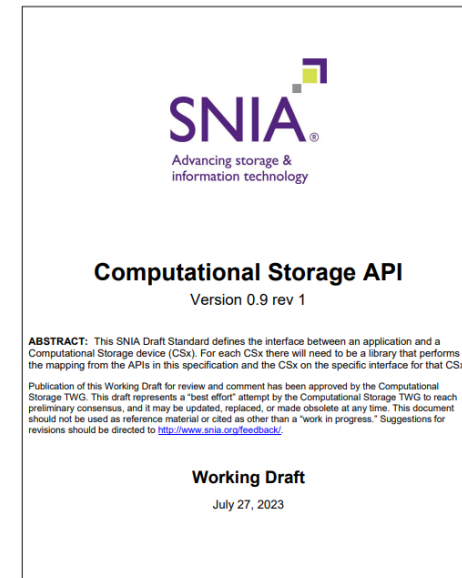 SNIA®
Advancing storage &
information technology
Computational Storage API
Version 0.9 rev 1
ABSTRACT: This SNIA Draft Standard defines the interface between an application and a
Computational Storage device (CSx). For each CSx there will need to be a library that performs
the mapping from the APIs in this specification and the CSx on the specific interface for that CSx
Publication of this Working Draft for review and comment has been approved by the Computational
Storage TWG. This draft represents a “best effort” attempt by the Computational Storage TWG to reach
preliminary consensus, and it may be updated, replaced, or made obsolete at any time. This document
should not be used as reference material or cited as other than a “work in progress.” Suggestions for
revisions should be directed to http://www.snia.org/feedback/.
Working Draft
July 27, 2023